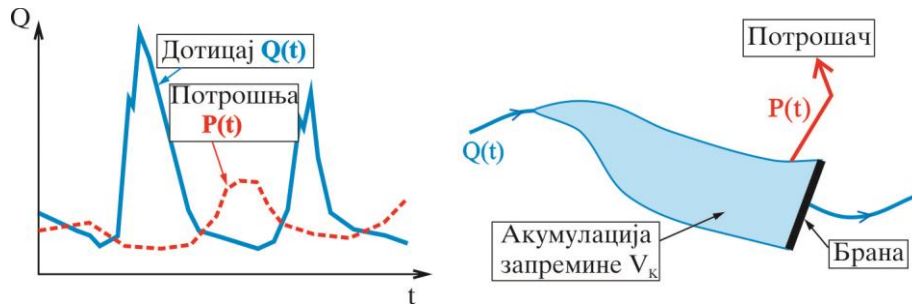 Q
Дотицај Q(t)
Потрошња
P(t)
t
Потрошач
P(t)
Q(t)
Акумулација
запремине Vк
Брана